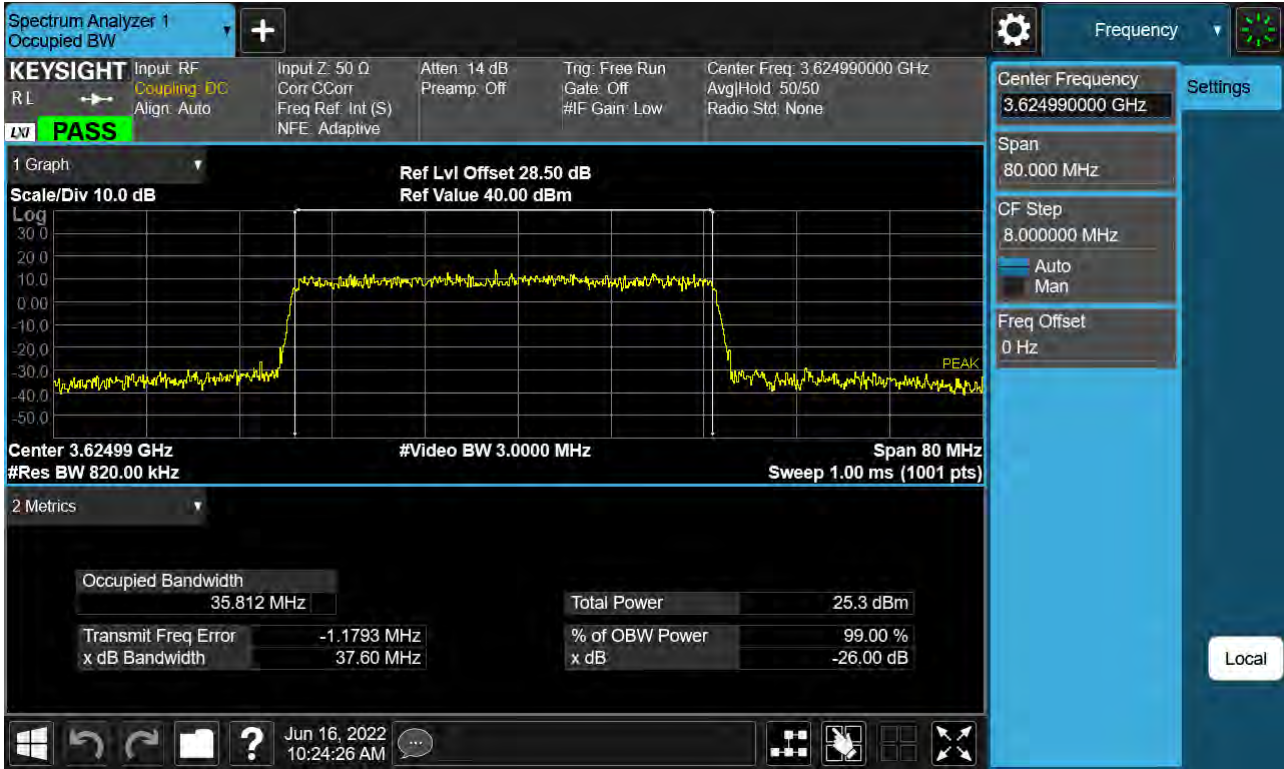 Spectrum Analyzer 1
Occupied BW
Frequency
KEYSIGHT
RL
LXI
PASS
Input: RF
Coupling: DC
Align: Auto
Input Z: 50 Ω
Corr CCorr
Freq Ref: Int (S)
NFE: Adaptive
Atten: 14 dB
Preamp: Off
Trig: Free Run
Gate: Off
#IF Gain: Low
Center Freq: 3.624990000 GHz
Avg|Hold: 50/50
Radio Std: None
1 Graph
Scale/Div 10.0 dB
Ref Lvl Offset 28.50 dB
Ref Value 40.00 dBm
Log
30.0
20.0
10.0
0.00
-10.0
-20.0
-30.0
-40.0
-50.0
PEAK
Center 3.62499 GHz
#Video BW 3.0000 MHz
Span 80 MHz
#Res BW 820.00 kHz
Sweep 1.00 ms (1001 pts)
2 Metrics
Occupied Bandwidth
35.812 MHz
Total Power 25.3 dBm
Transmit Freq Error -1.1793 MHz
% of OBW Power 99.00 %
x dB Bandwidth 37.60 MHz
x dB -26.00 dB
Center Frequency
3.624990000 GHz
Settings
Span
80.000 MHz
CF Step
8.000000 MHz
Auto
Man
Freq Offset
0 Hz
Local
?
Jun 16, 2022
10:24:26 AM